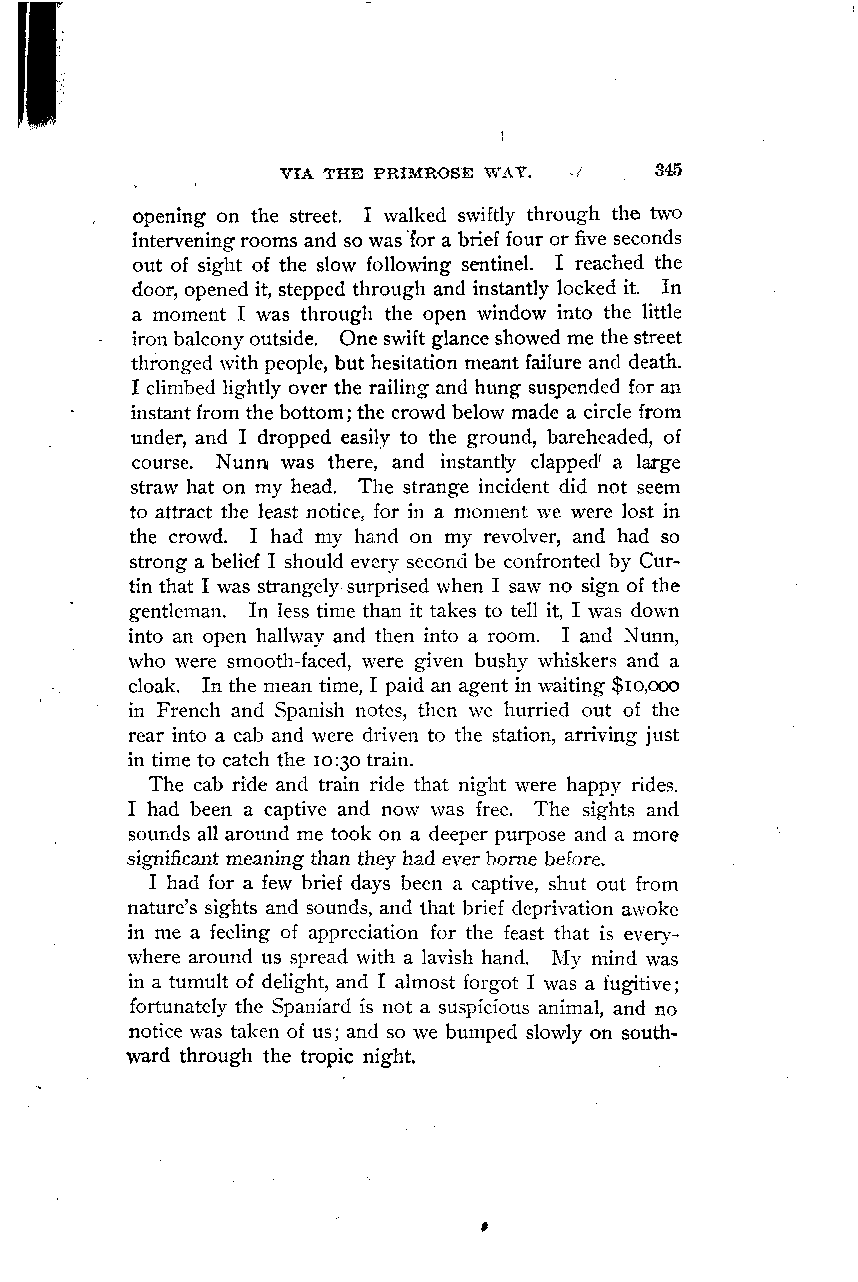 VIA THE PRIMROSE WAY. 345
opening on the street. I walked swiftly through the two
intervening rooms and so was for a brief four or five seconds
out of sight of the slow following sentinel. I reached the
door, opened it, stepped through and instantly locked it. In
a moment I was through the open window into the little
iron balcony outside. One swift glance showed me the street
thronged with people, but hesitation meant failure and death.
I climbed lightly over the railing and hung suspended for an
instant from the bottom; the crowd below made a circle from
under, and I dropped easily to the ground, bareheaded, of
course. Nunn was there, and instantly clapped a large
straw hat on my head. The strange incident did not seem
to attract the least notice, for in a moment we were lost in
the crowd. I had my hand on my revolver, and had so
strong a belief I should every second be confronted by Cur-
tin that I was strangely surprised when I saw no sign of the
gentleman. In less time than it takes to tell it, I was down
into an open hallway and then into a room. I and Nunn,
who were smooth-faced, were given bushy whiskers and a
cloak. In the mean time, I paid an agent in waiting $10,000
in French and Spanish notes, then we hurried out of the
rear into a cab and were driven to the station, arriving just
in time to catch the 10:30 train.
The cab ride and train ride that night were happy rides.
I had been a captive and now was free. The sights and
sounds all around me took on a deeper purpose and a more
significant meaning than they had ever borne before.
I had for a few brief days been a captive, shut out from
nature's sights and sounds, and that brief deprivation awoke
in me a feeling of appreciation for the feast that is every-
where around us spread with a lavish hand. My mind was
in a tumult of delight, and I almost forgot I was a fugitive;
fortunately the Spaniard is not a suspicious animal, and no
notice was taken of us; and so we bumped slowly on south-
ward through the tropic night.